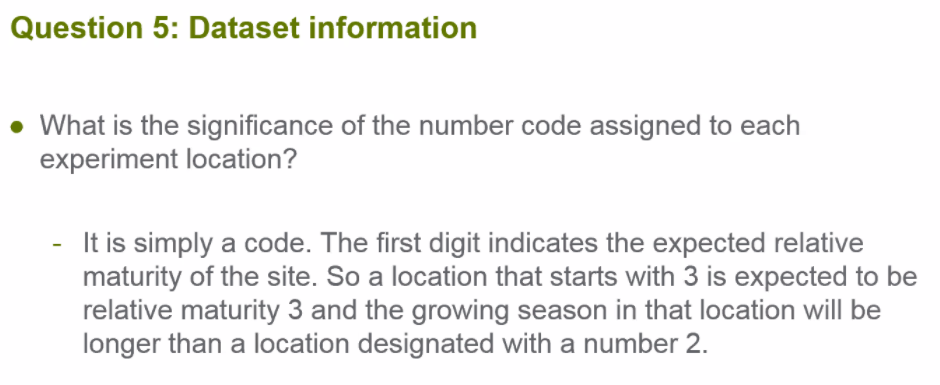 Question 5: Dataset information
● What is the significance of the number code assigned to each
experiment location?
- It is simply a code. The first digit indicates the expected relative
maturity of the site. So a location that starts with 3 is expected to be
relative maturity 3 and the growing season in that location will be
longer than a location designated with a number 2.